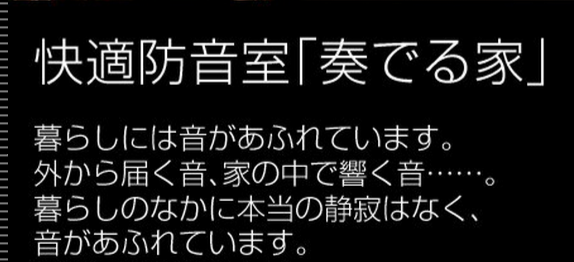 快適防音室「奏でる家」
暮らしには音があふれています。
外から届く音、家の中で響く音……。
暮らしのなかに本当の静寂はなく、
音があふれています。